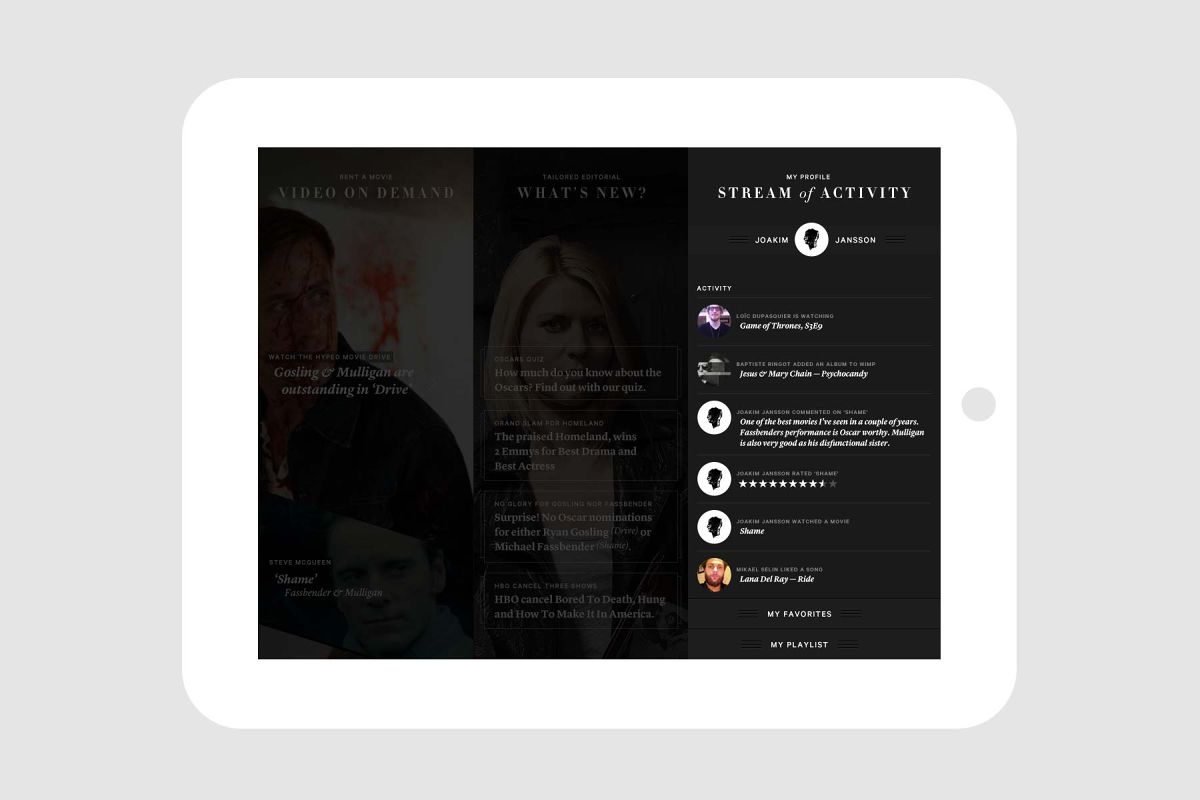 RENT A MOVIE
VIDEO ON DEMAND
WATCH THE HYPED MOVIE DRIVE
Gosling & Mulligan are
outstanding in ‘Drive’
STEVE MCQUEEN
‘Shame’
Fassbender & Mulligan
TAILORED EDITORIAL
WHAT'S NEW?
OSCARS QUIZ
How much do you know about the
Oscars? Find out with our quiz.
GRAND SLAM FOR HOMELAND
The praised Homeland, wins
2 Emmys for Best Drama and
Best Actress
NO GLORY FOR GOSLING NOR FASSBENDER
Surprise! No Oscar nominations
for either Ryan Gosling (Drive) or
Michael Fassbender (Shame).
HBO CANCEL THREE SHOWS
HBO cancel Bored To Death, Hung
and How To Make It In America.
MY PROFILE
STREAM of ACTIVITY
JOAKIM JANSSON
ACTIVITY
LOÏC DUPASQUIER IS WATCHING
Game of Thrones, S3E9
BAPTISTE RINGOT ADDED AN ALBUM TO WIMP
Jesus & Mary Chain — Psychocandy
JOAKIM JANSSON COMMENTED ON ‘SHAME’
One of the best movies I've seen in a couple of years.
Fassbenders performance is Oscar worthy. Mulligan
is also very good as his disfunctional sister.
JOAKIM JANSSON RATED ‘SHAME’
JOAKIM JANSSON WATCHED A MOVIE
Shame
MIKAEL SELIN LIKED A SONG
Lana Del Ray — Ride
MY FAVORITES
MY PLAYLIST